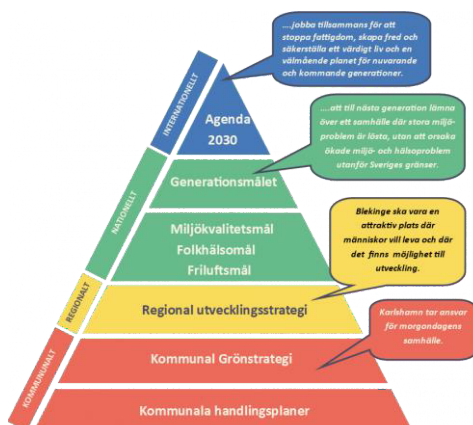 ....jobba tillsammans för att
stoppa fattigdom, skapa fred och
säkerställa ett värdigt liv och en
välmående planet för nuvarande
och kommande generationer.
INTERNATIONELLT
Agenda
2030
....att till nästa generation lämna
över ett samhälle där stora miljö-
problem är lösta, utan att orsaka
ökade miljö- och hälsoproblem
utanför Sveriges gränser.
NATIONELLT
Generationsmålet
Miljökvalitetsmål
Folkhälsomål
Friluftsmål
Blekinge ska vara en
attraktiv plats där
människor vill leva och där
det finns möjlighet till
utveckling.
REGIONALT
Regional utvecklingsstrategi
Karlshamn tar ansvar
för morgondagens
samhälle.
KOMMUNUNALT
Kommunal Grönstrategi
Kommunala handlingsplaner